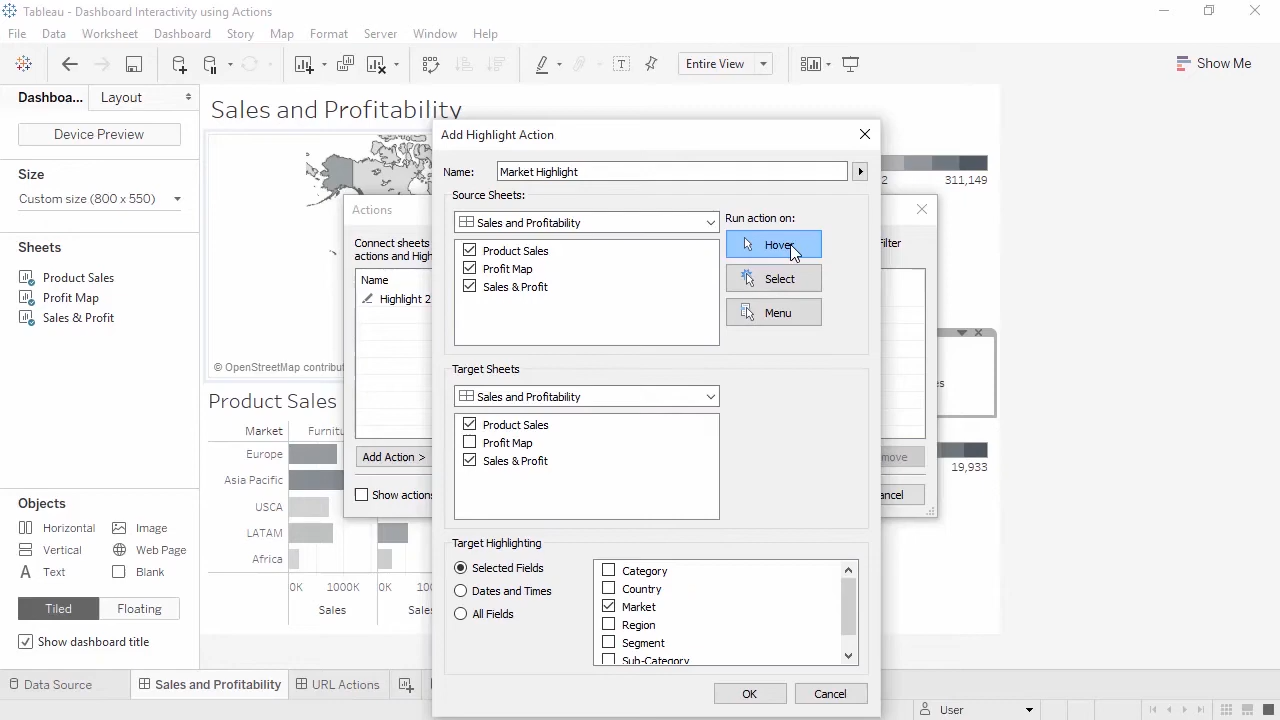 Tableau - Dashboard Interactivity using Actions
File Data Worksheet Dashboard Story Map Format Analysis Server Window Help
Entire View
Show Me
Dashboa... Layout
Device Preview
Size
Custom size (800 x 550)
Sheets
Product Sales
Profit Map
Sales & Profit
Objects
Horizontal Image
Vertical Web Page
Text Blank
Tiled Floating
Show dashboard title
Sales and Profitability
© OpenStreetMap contribut
Product Sales
Market Furnitu
Europe
Asia Pacific
USCA
LATAM
Africa
0K 1000K 0K
Sales Sales
311,149
19,933
Actions
Connect sheets
actions and High
Filter
Name
Highlight 2
Add Action >
Show actions
Add Highlight Action
Name: Market Highlight
Source Sheets:
Sales and Profitability
Product Sales
Profit Map
Sales & Profit
Run action on:
Hover
Select
Menu
Target Sheets
Sales and Profitability
Product Sales
Profit Map
Sales & Profit
Target Highlighting
Selected Fields
Dates and Times
All Fields
Category
Country
Market
Region
Segment
Sub-Category
OK Cancel
Data Source Sales and Profitability URL Actions
User